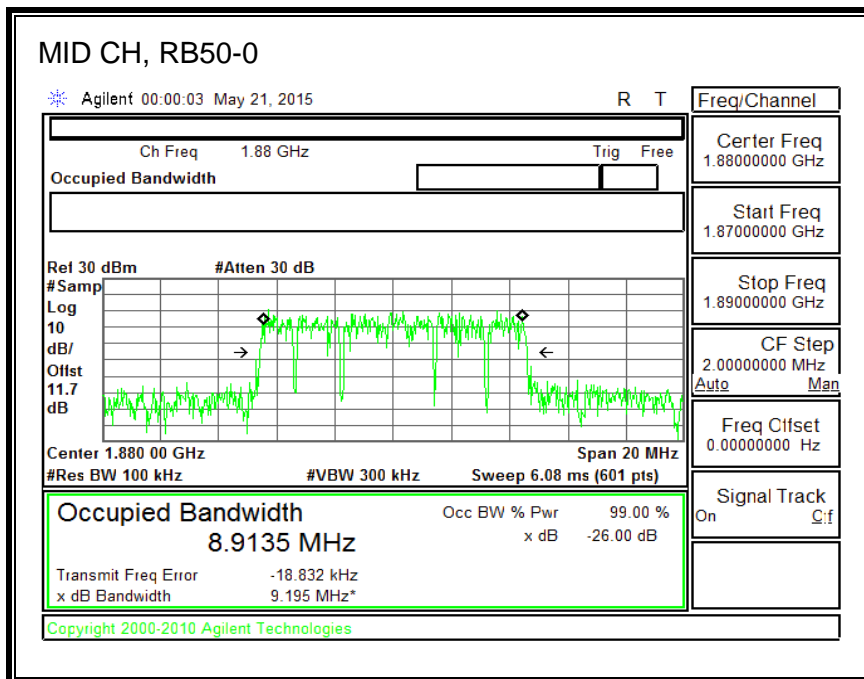 MID CH, RB50-0
Agilent 00:00:03 May 21, 2015 R T
Freq/Channel
Ch Freq 1.88 GHz Trig Free
Occupied Bandwidth
Center Freq
1.88000000 GHz
Start Freq
1.87000000 GHz
Stop Freq
1.89000000 GHz
CF Step
2.00000000 MHz
Auto Man
Freq Offset
0.00000000 Hz
Signal Track
On Off
Ref 30 dBm #Atten 30 dB
#Samp
Log
10
dB/
Offst
11.7
dB
Center 1.880 00 GHz Span 20 MHz
#Res BW 100 kHz #VBW 300 kHz Sweep 6.08 ms (601 pts)
Occupied Bandwidth Occ BW % Pwr 99.00 %
8.9135 MHz x dB -26.00 dB
Transmit Freq Error -18.832 kHz
x dB Bandwidth 9.195 MHz*
Copyright 2000-2010 Agilent Technologies